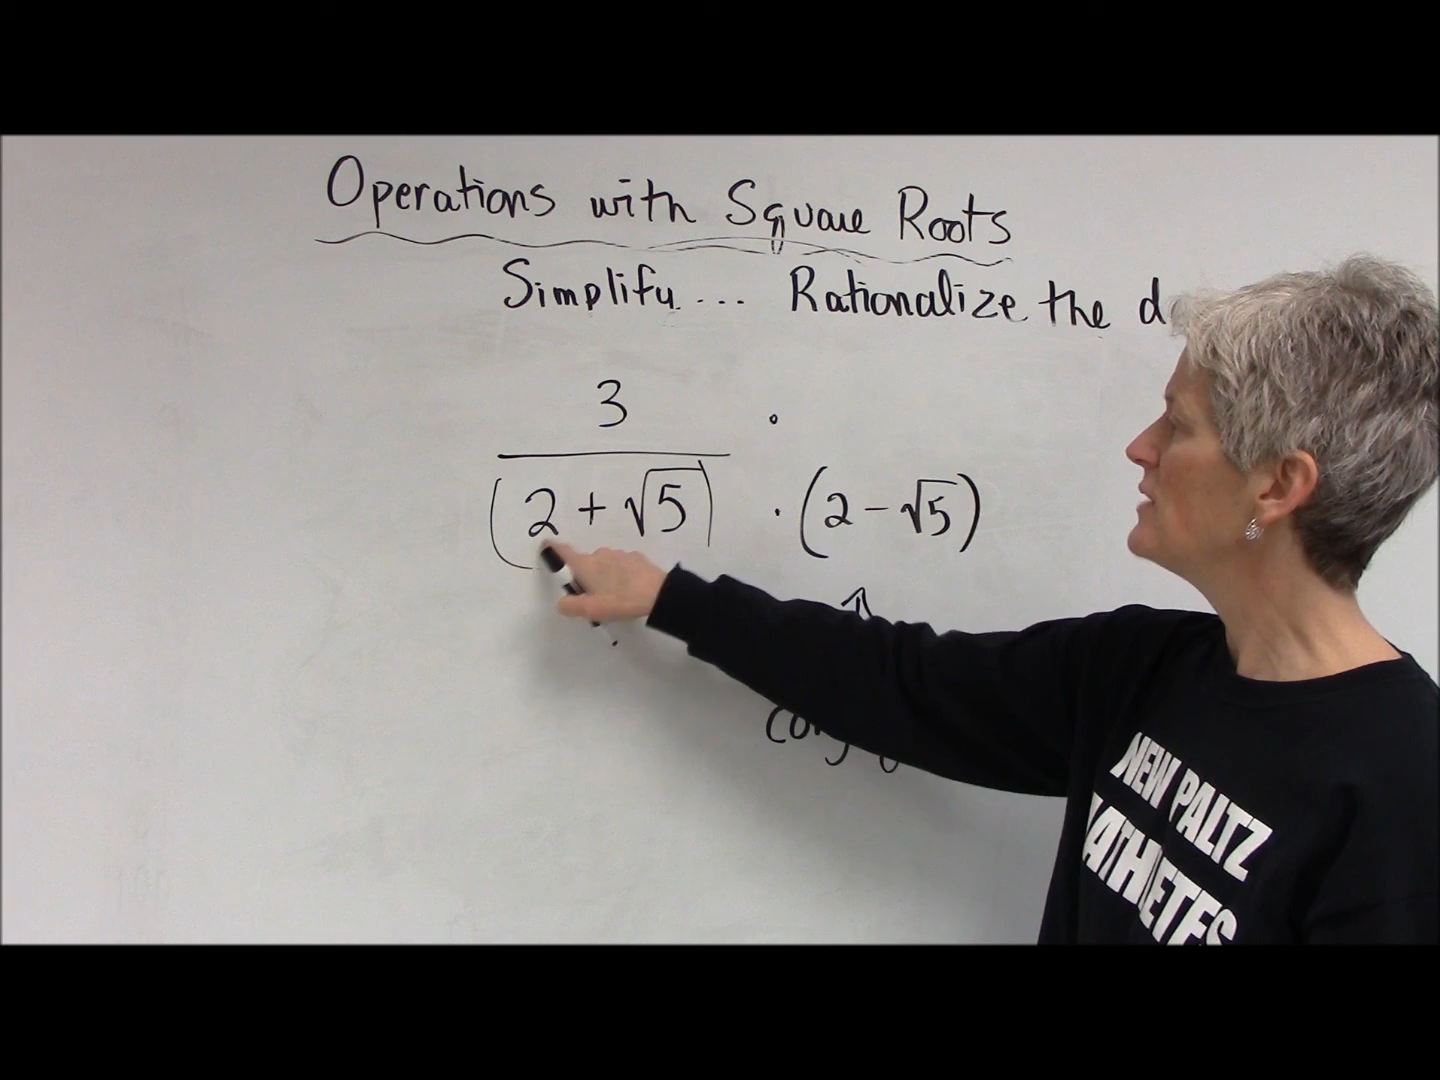 Operations with Square Roots
Simplify ... Rationalize the
3 ·
(2 + √5) · (2 - √5)
NEW PALTZ